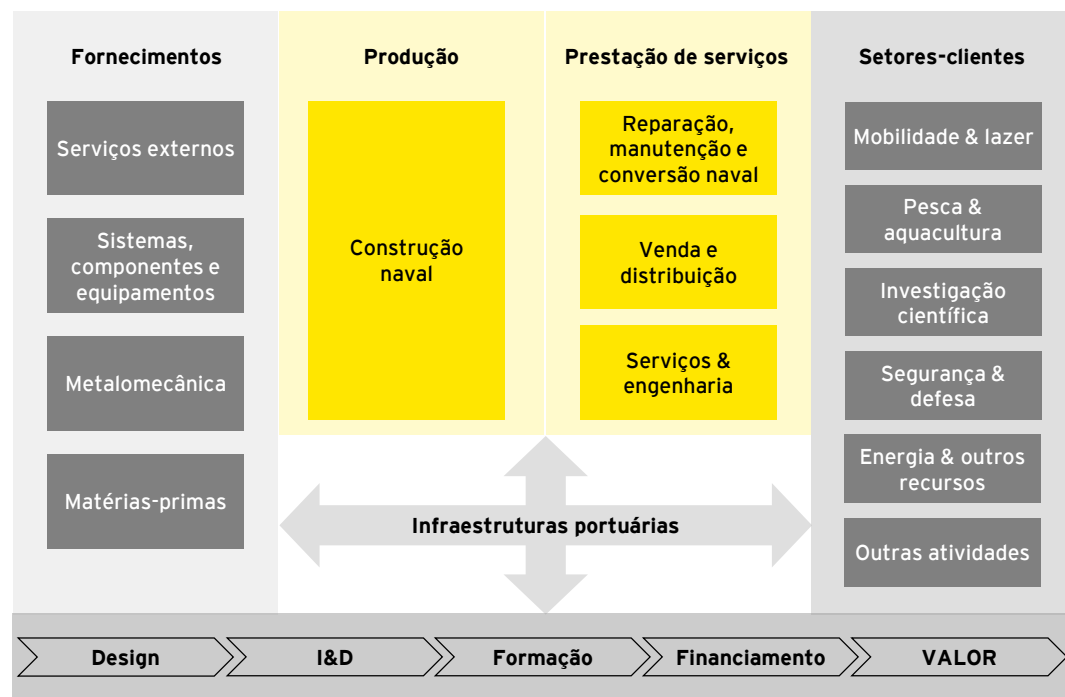 Fornecimentos
Serviços externos
Sistemas,
componentes e
equipamentos
Metalomecânica
Matérias-primas
Produção
Construção
naval
Prestação de serviços
Reparação,
manutenção e
conversão naval
Venda e
distribuição
Serviços &
engenharia
Setores-clientes
Mobilidade & lazer
Pesca &
aquacultura
Investigação
científica
Segurança &
defesa
Energia & outros
recursos
Outras atividades
Infraestruturas portuárias
Design
I&D
Formação
Financiamento
VALOR